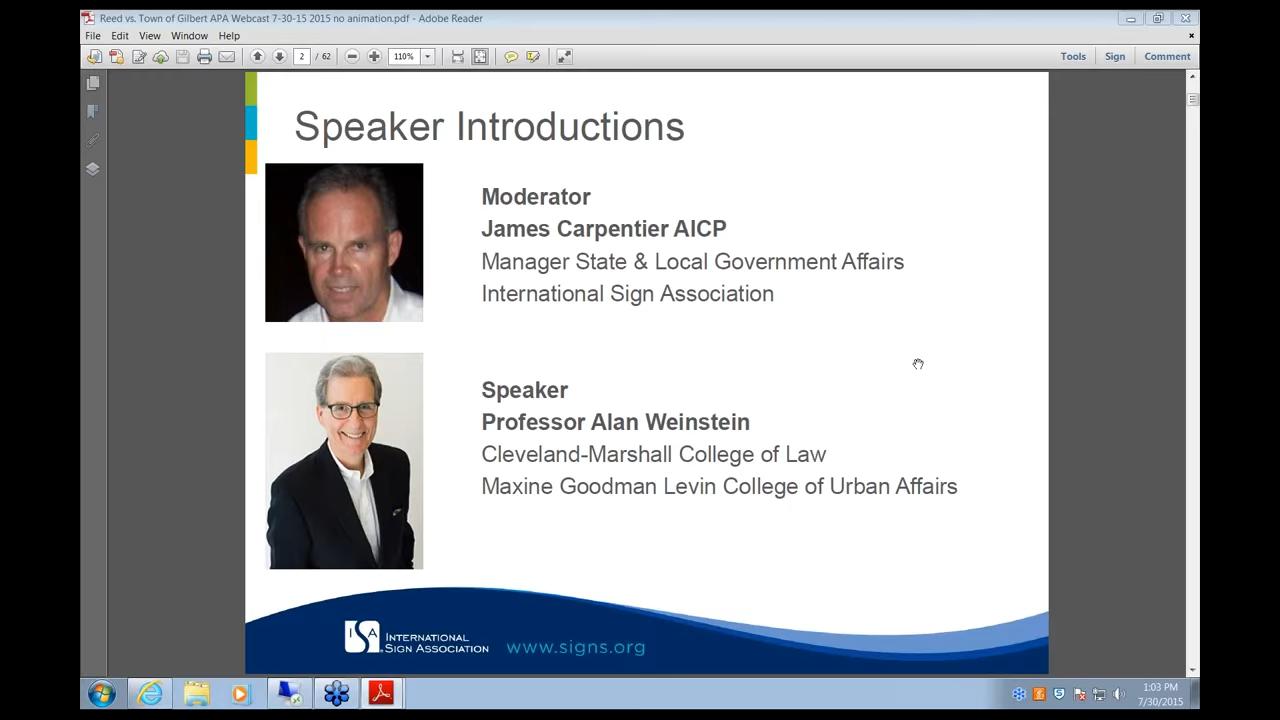 Reed vs. Town of Gilbert APA Webcast 7-30-15 2015 no animation.pdf - Adobe Reader
File Edit View Window Help
2 / 62 110% Tools Sign Comment
Speaker Introductions
Moderator
James Carpentier AICP
Manager State & Local Government Affairs
International Sign Association
Speaker
Professor Alan Weinstein
Cleveland-Marshall College of Law
Maxine Goodman Levin College of Urban Affairs
ISA INTERNATIONAL
SIGN ASSOCIATION
www.signs.org
1:03 PM
7/30/2015